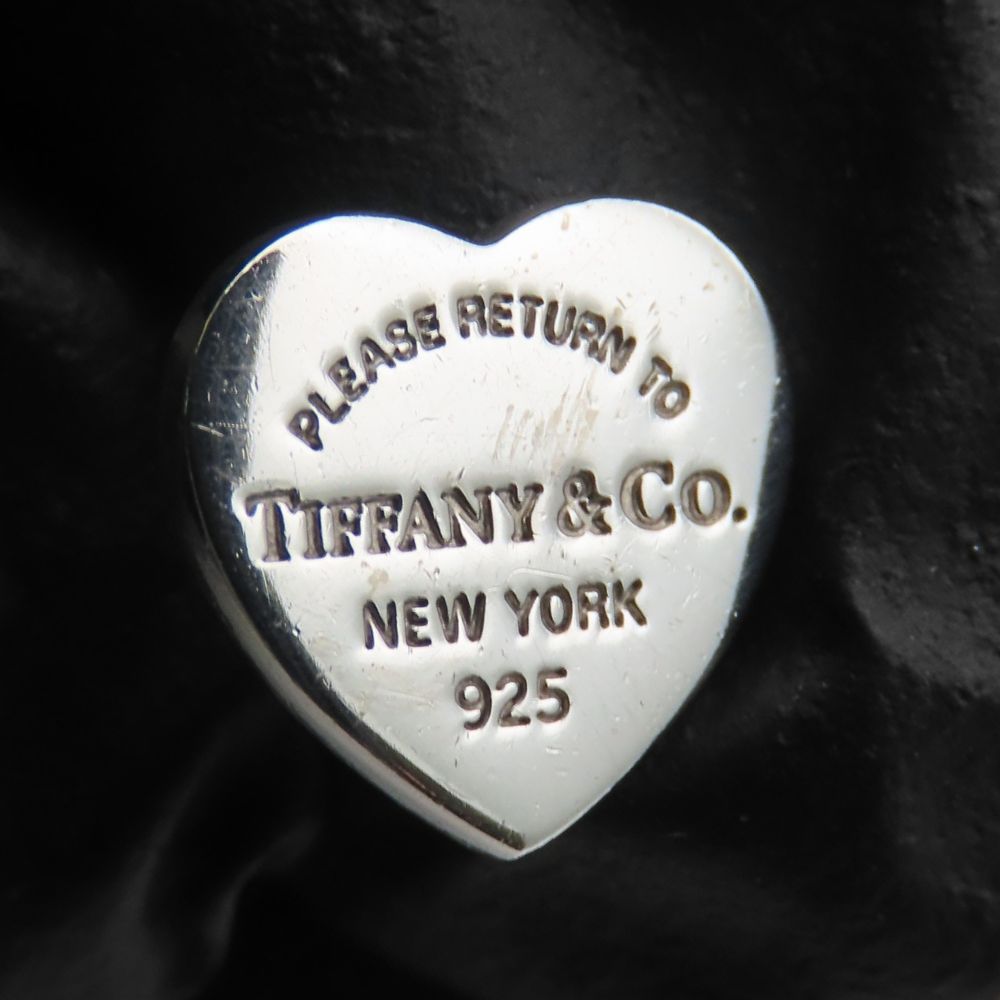 PLEASE RETURN TO
TIFFANY & CO.
NEW YORK
925